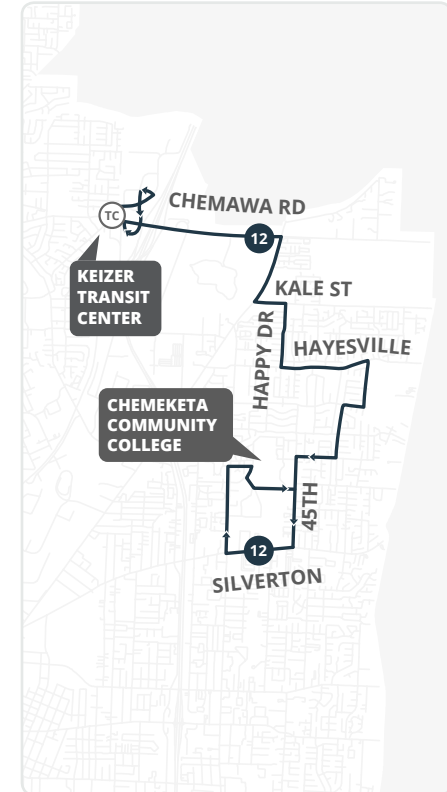 TC
CHEMAWA RD
12
KEIZER
TRANSIT
CENTER
KALE ST
HAPPY DR
HAYESVILLE
CHEMEKETA
COMMUNITY
COLLEGE
45TH
12
SILVERTON